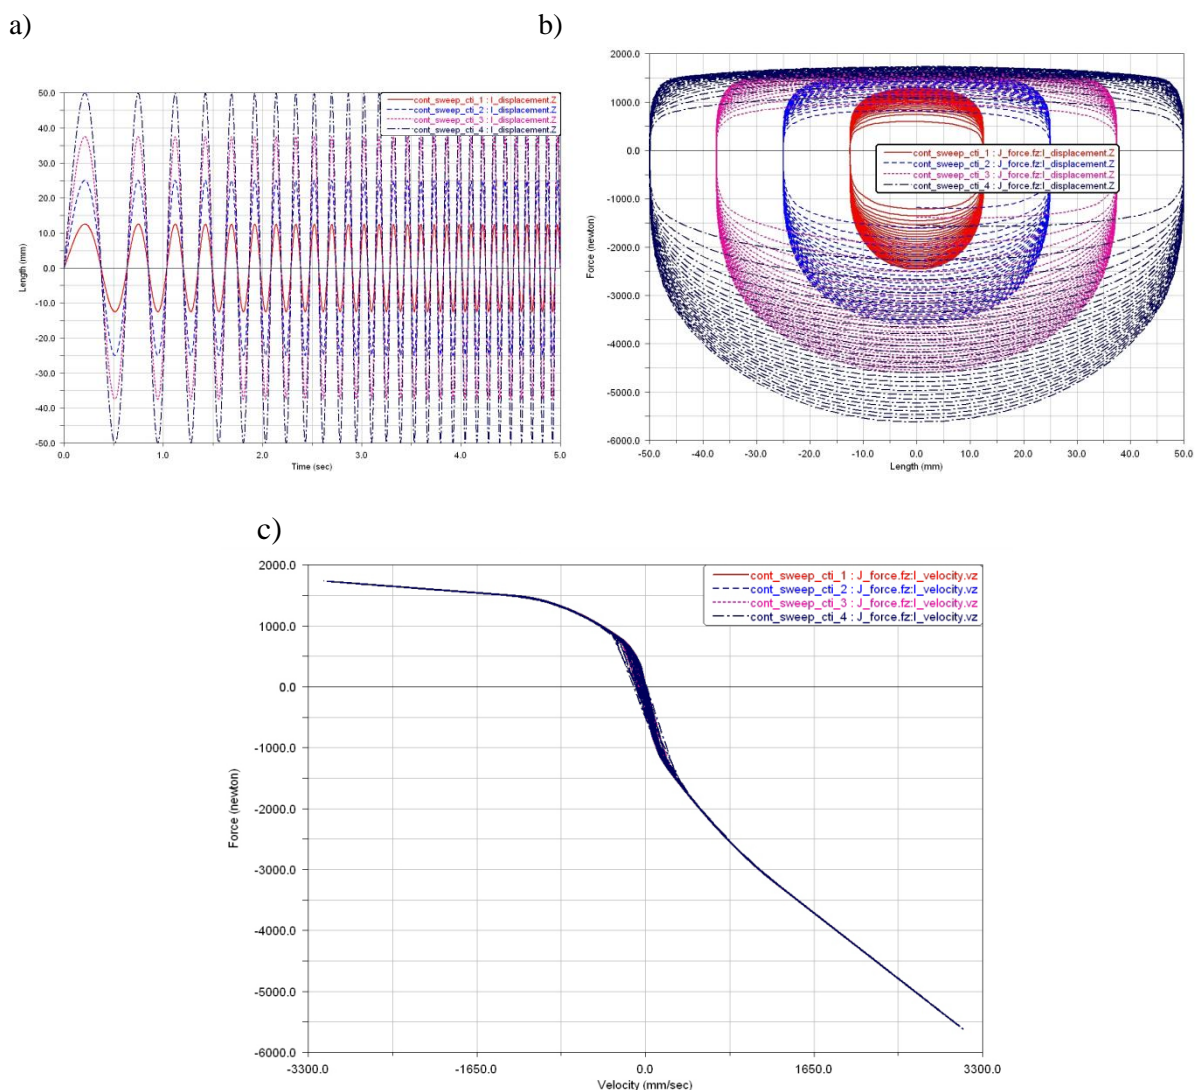 a)
50.0
40.0
30.0
20.0
10.0
0.0
-10.0
-20.0
-30.0
-40.0
-50.0
Length (mm)
cont_sweep_cti_1 : I_displacement.Z
cont_sweep_cti_2 : I_displacement.Z
cont_sweep_cti_3 : I_displacement.Z
cont_sweep_cti_4 : I_displacement.Z
0.0 1.0 2.0 3.0 4.0 5.0
Time (sec)
b)
2000.0
1000.0
0.0
-1000.0
-2000.0
-3000.0
-4000.0
-5000.0
-6000.0
Force (newton)
cont_sweep_cti_1 : J_force.fz:I_displacement.Z
cont_sweep_cti_2 : J_force.fz:I_displacement.Z
cont_sweep_cti_3 : J_force.fz:I_displacement.Z
cont_sweep_cti_4 : J_force.fz:I_displacement.Z
-50.0 -40.0 -30.0 -20.0 -10.0 0.0 10.0 20.0 30.0 40.0 50.0
Length (mm)
c)
2000.0
1000.0
0.0
-1000.0
-2000.0
-3000.0
-4000.0
-5000.0
-6000.0
Force (newton)
cont_sweep_cti_1 : J_force.fz:I_velocity.vz
cont_sweep_cti_2 : J_force.fz:I_velocity.vz
cont_sweep_cti_3 : J_force.fz:I_velocity.vz
cont_sweep_cti_4 : J_force.fz:I_velocity.vz
-3300.0 -1650.0 0.0 1650.0 3300.0
Velocity (mm/sec)